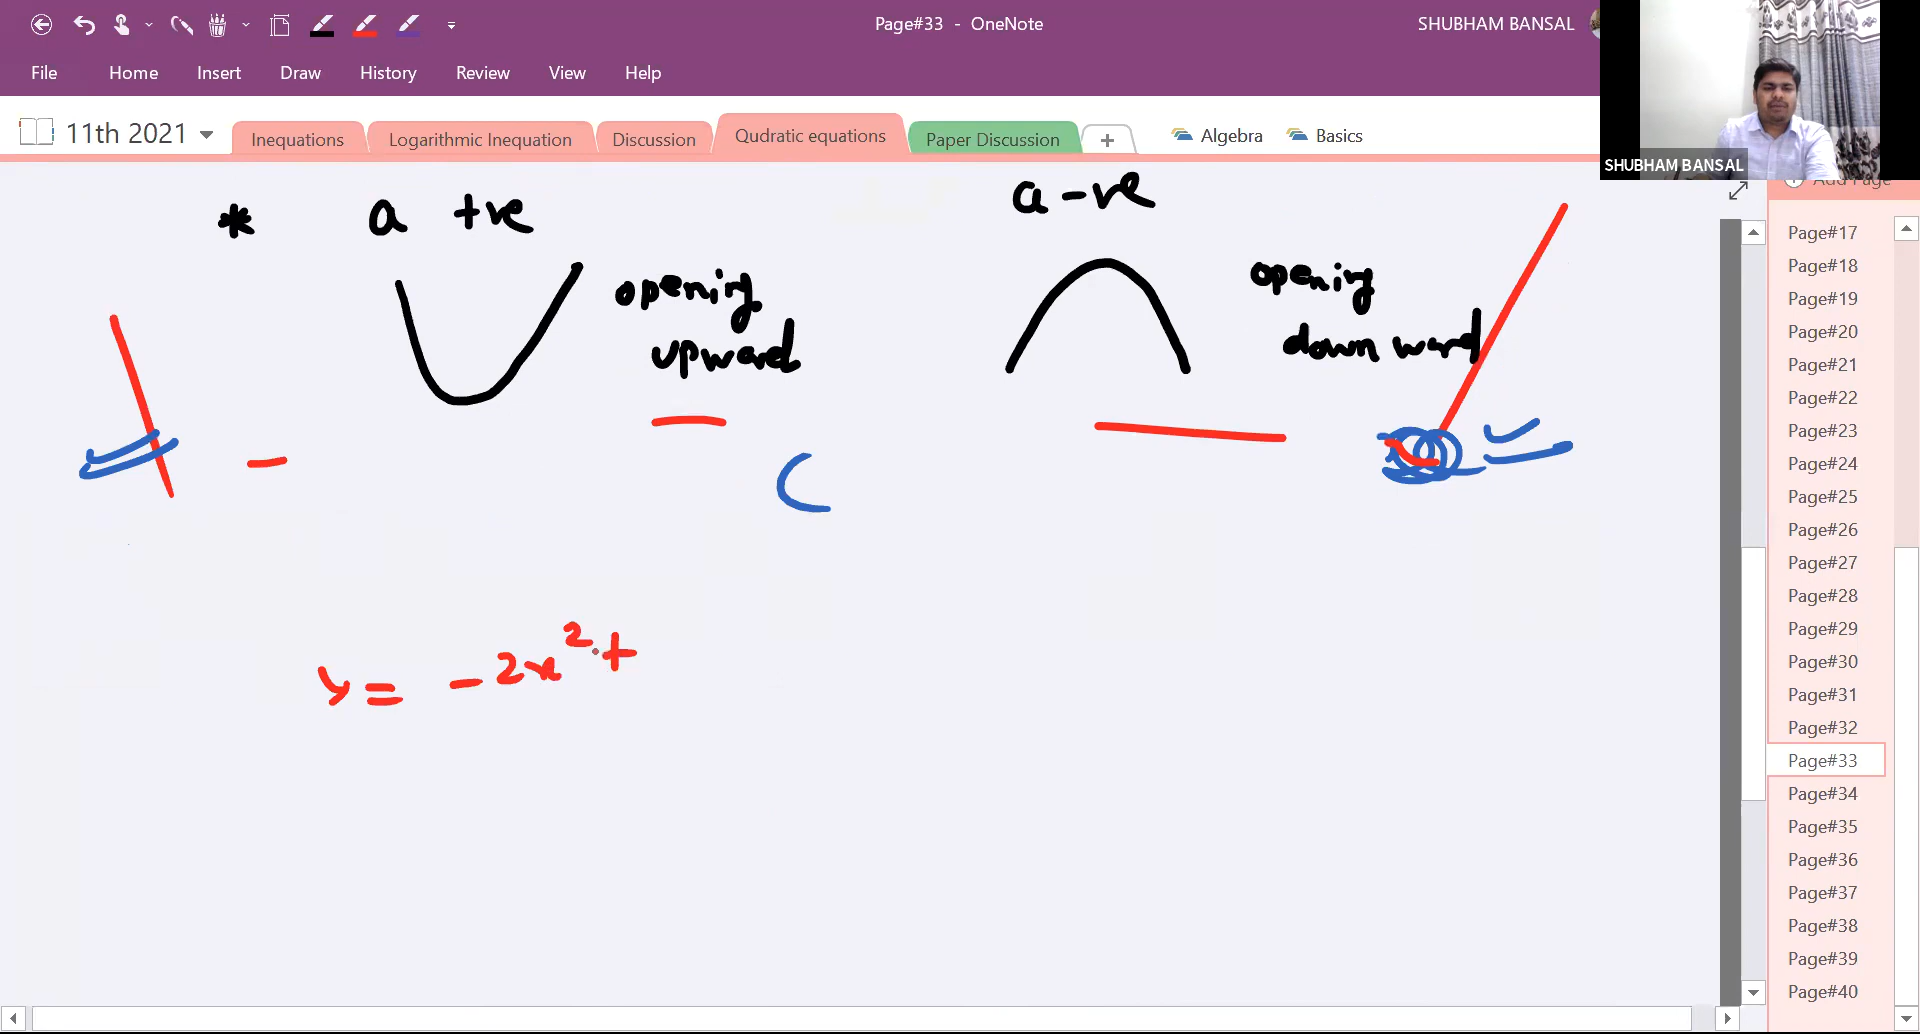 Page#33 - OneNote
SHUBHAM BANSAL
File Home Insert Draw History Review View Help
11th 2021
Inequations
Logarithmic Inequation
Discussion
Qudratic equations
Paper Discussion
+
Algebra
Basics
SHUBHAM BANSAL
Add Page
* a +ve
a -ve
opening
upward
opening
down ward
y = -2x²+
Page#17
Page#18
Page#19
Page#20
Page#21
Page#22
Page#23
Page#24
Page#25
Page#26
Page#27
Page#28
Page#29
Page#30
Page#31
Page#32
Page#33
Page#34
Page#35
Page#36
Page#37
Page#38
Page#39
Page#40